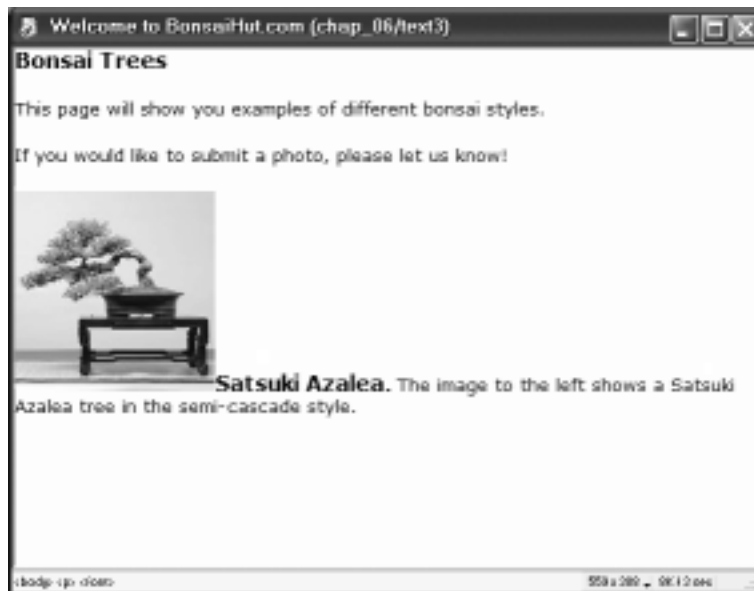 Welcome to BonsaiHut.com (chap_06/text3)
Bonsai Trees
This page will show you examples of different bonsai styles.
If you would like to submit a photo, please let us know!
Satsuki Azalea. The image to the left shows a Satsuki
Azalea tree in the semi-cascade style.
<body> <p> <font>